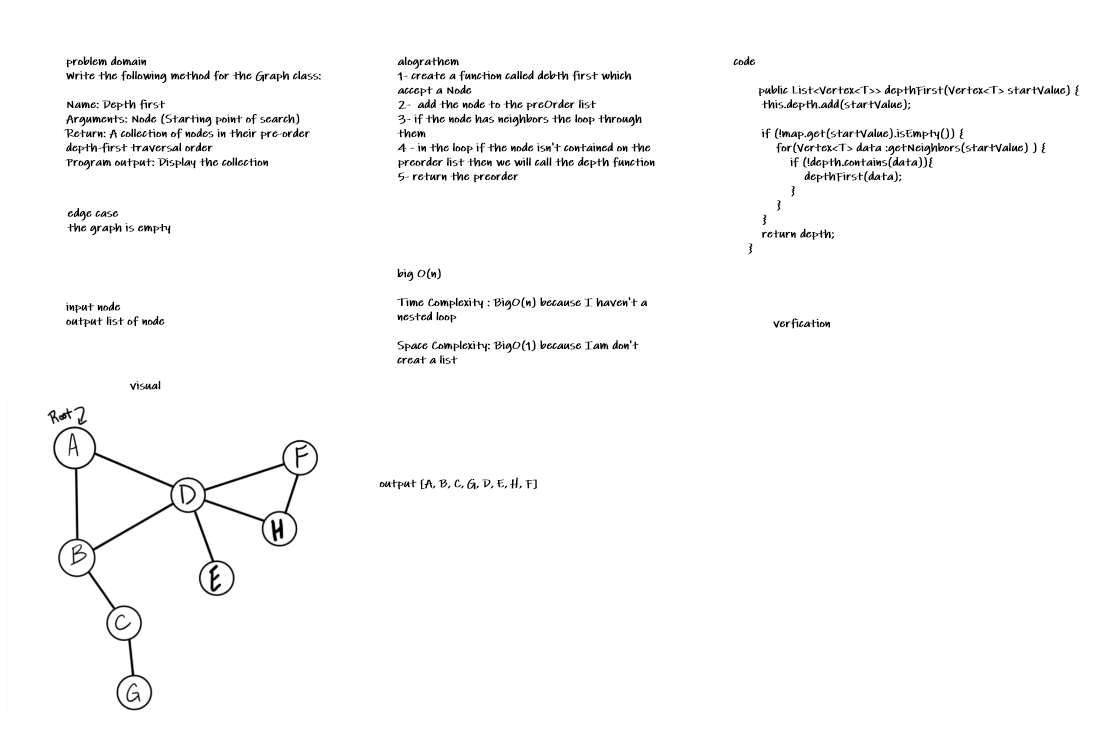 problem domain
Write the following method for the Graph class:
Name: Depth first
Arguments: Node (Starting point of search)
Return: A collection of nodes in their pre-order
depth-first traversal order
Program output: Display the collection
edge case
the graph is empty
input node
output list of node
visual
Root
A
B
C
G
D
E
H
F
alograthem
1- create a function called debth first which
accept a Node
2- add the node to the preOrder list
3- if the node has neighbors the loop through
them
4 - in the loop if the node isn't contained on the
preorder list then we will call the depth function
5- return the preorder
big O(n)
Time Complexity : BigO(n) because I haven't a
nested loop
Space Complexity: BigO(1) because Iam don't
creat a list
output [A, B, C, G, D, E, H, F]
code
public List<Vertex<T>> depthFirst(Vertex<T> startValue) {
this.depth.add(startValue);
if (!map.get(startValue).isEmpty()) {
for(Vertex<T> data :getNeighbors(startValue) ) {
if (!depth.contains(data)){
depthFirst(data);
}
}
}
return depth;
}
verfication